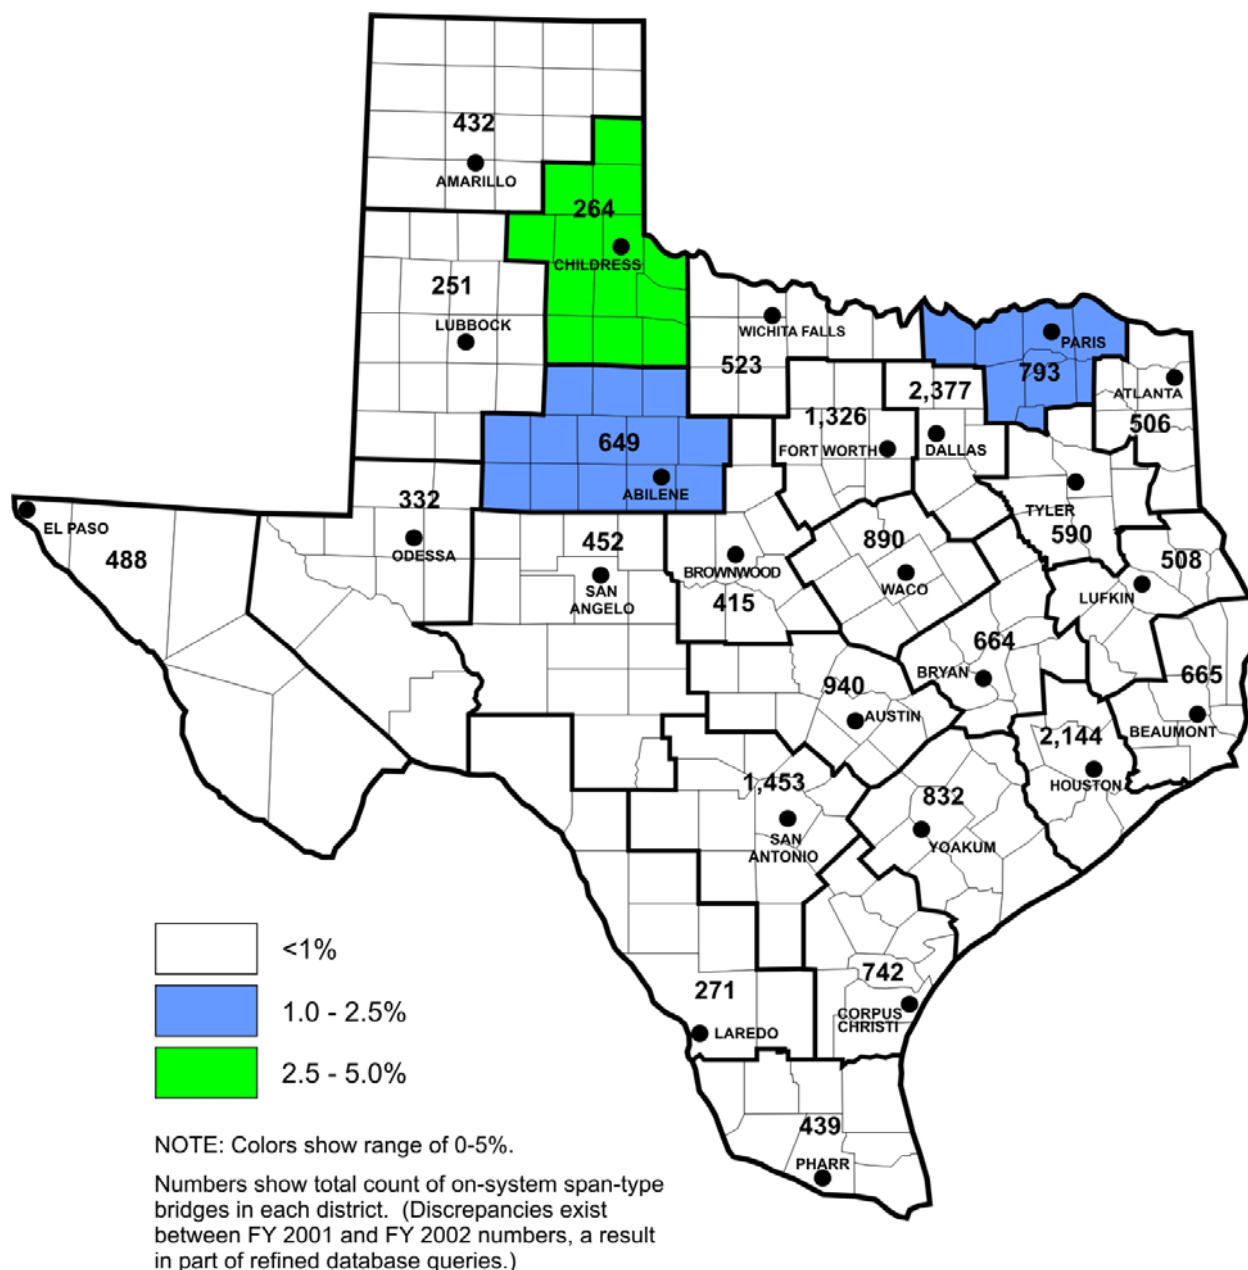 432
AMARILLO
264
CHILDRESS
251
LUBBOCK
WICHITA FALLS
523
PARIS
793
ATLANTA
506
2,377
DALLAS
1,326
FORT WORTH
649
ABILENE
TYLER
590
332
ODESSA
EL PASO
488
452
SAN
ANGELO
BROWNWOOD
415
890
WACO
508
LUFKIN
664
BRYAN
665
BEAUMONT
940
AUSTIN
2,144
HOUSTON
1,453
SAN
ANTONIO
832
YOAKUM
742
CORPUS
CHRISTI
271
LAREDO
439
PHARR
<1%
1.0 - 2.5%
2.5 - 5.0%
NOTE: Colors show range of 0-5%.
Numbers show total count of on-system span-type
bridges in each district. (Discrepancies exist
between FY 2001 and FY 2002 numbers, a result
in part of refined database queries.)